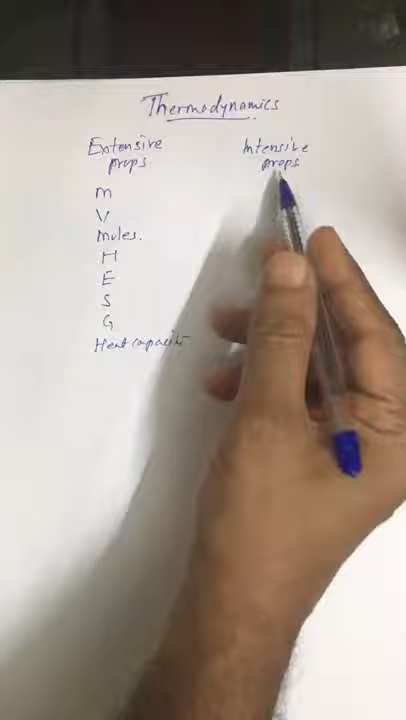 Thermodynamics
Extensive props
Intensive props
m
V
moles.
H
E
S
G
Heat capacity